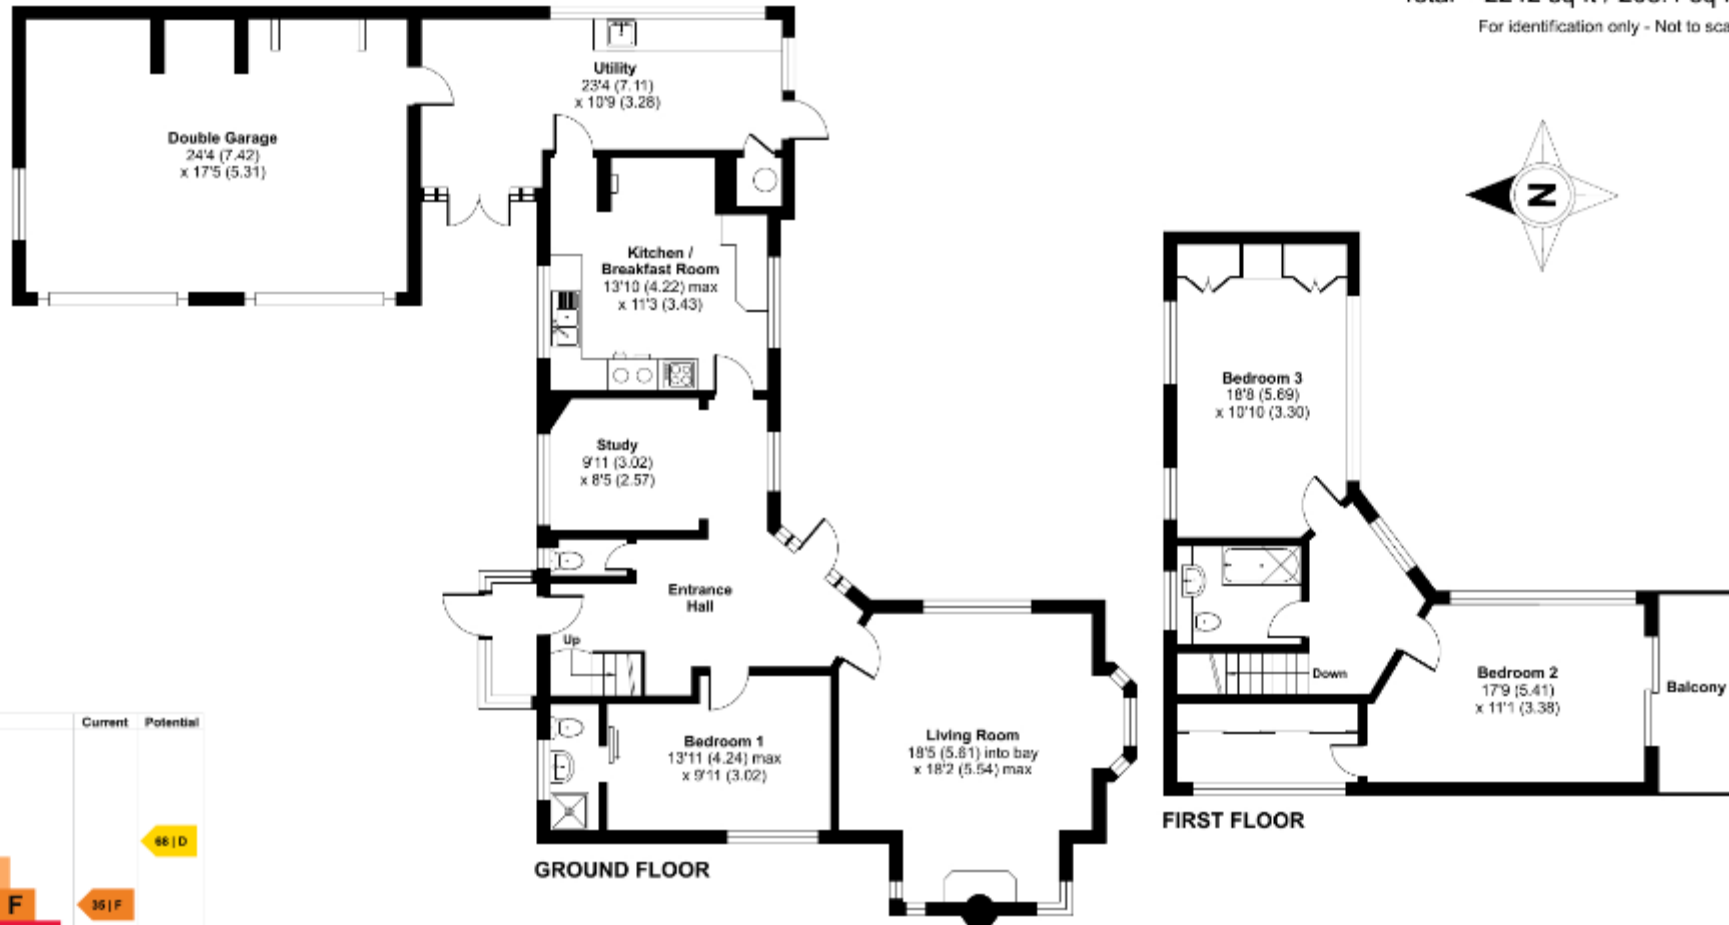 For identification only - Not to sca
Utility
23'4 (7.11)
x 10'9 (3.28)
Double Garage
24'4 (7.42)
x 17'5 (5.31)
N
Kitchen /
Breakfast Room
13'10 (4.22) max
x 11'3 (3.43)
Bedroom 3
18'8 (5.69)
x 10'10 (3.30)
Study
9'11 (3.02)
x 8'5 (2.57)
Entrance
Hall
Up
Down
Bedroom 2
17'9 (5.41)
x 11'1 (3.38)
Balcony
Bedroom 1
13'11 (4.24) max
x 9'11 (3.02)
Living Room
18'5 (5.61) into bay
x 18'2 (5.54) max
FIRST FLOOR
GROUND FLOOR
Current Potential
68 | D
F
35 | F